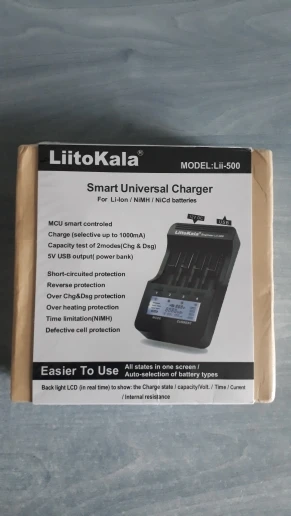 LiitoKala®
MODEL:Lii-500
Smart Universal Charger
For Li-Ion / NiMH / NiCd batteries
MCU smart controled
Charge (selective up to 1000mA)
Capacity test of 2modes(Chg & Dsg)
5V USB output( power bank)
Short-circuited protection
Reverse protection
Over Chg&Dsg protection
Over heating protection
Time limitation(NiMH)
Defective cell protection
LiitoKala
Easier To Use
All states in one screen /
Auto-selection of battery types
Back light LCD (in real time) to show: the Charge state / capacity/Volt. / Time / Current
/ Internal resistance